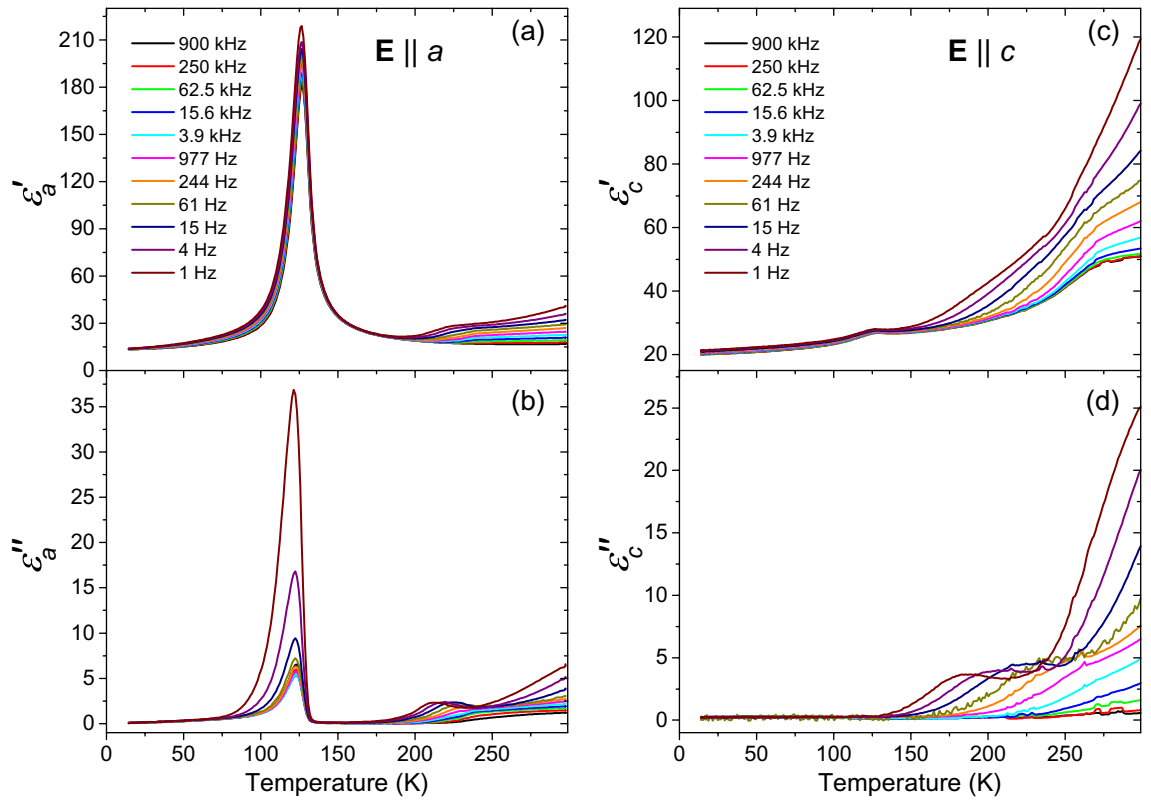 (a)
E || a
900 kHz
250 kHz
62.5 kHz
15.6 kHz
3.9 kHz
977 Hz
244 Hz
61 Hz
15 Hz
4 Hz
1 Hz
ε'a
210
180
150
120
90
60
30
0
(b)
ε''a
35
30
25
20
15
10
5
0
0 50 100 150 200 250
Temperature (K)
(c)
E || c
900 kHz
250 kHz
62.5 kHz
15.6 kHz
3.9 kHz
977 Hz
244 Hz
61 Hz
15 Hz
4 Hz
1 Hz
ε'c
120
100
80
60
40
20
(d)
ε''c
25
20
15
10
5
0
0 50 100 150 200 250
Temperature (K)